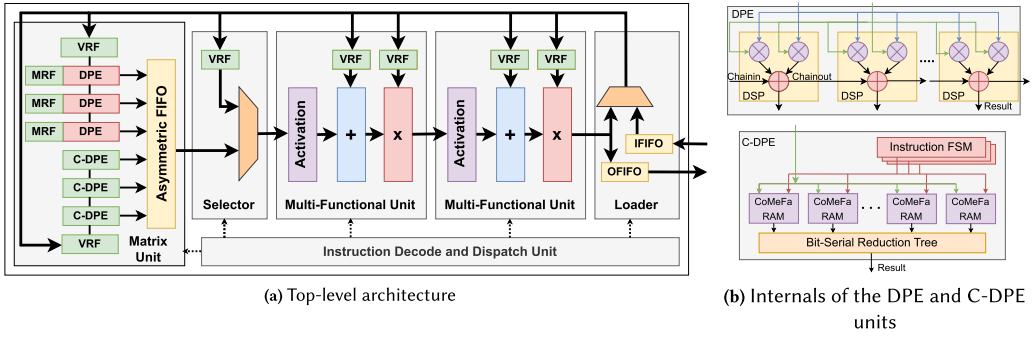 VRF
MRF DPE
MRF DPE
MRF DPE
C-DPE
C-DPE
C-DPE
VRF
Matrix
Unit
Asymmetric FIFO
VRF
Selector
VRF
VRF
Activation
+
x
Multi-Functional Unit
VRF
VRF
Activation
+
x
Multi-Functional Unit
IFIFO
OFIFO
Loader
Instruction Decode and Dispatch Unit
(a) Top-level architecture
DPE
Chainin
Chainout
DSP
DSP
....
DSP
Result
C-DPE
Instruction FSM
CoMeFa
RAM
CoMeFa
RAM
...
CoMeFa
RAM
CoMeFa
RAM
Bit-Serial Reduction Tree
Result
(b) Internals of the DPE and C-DPE
units